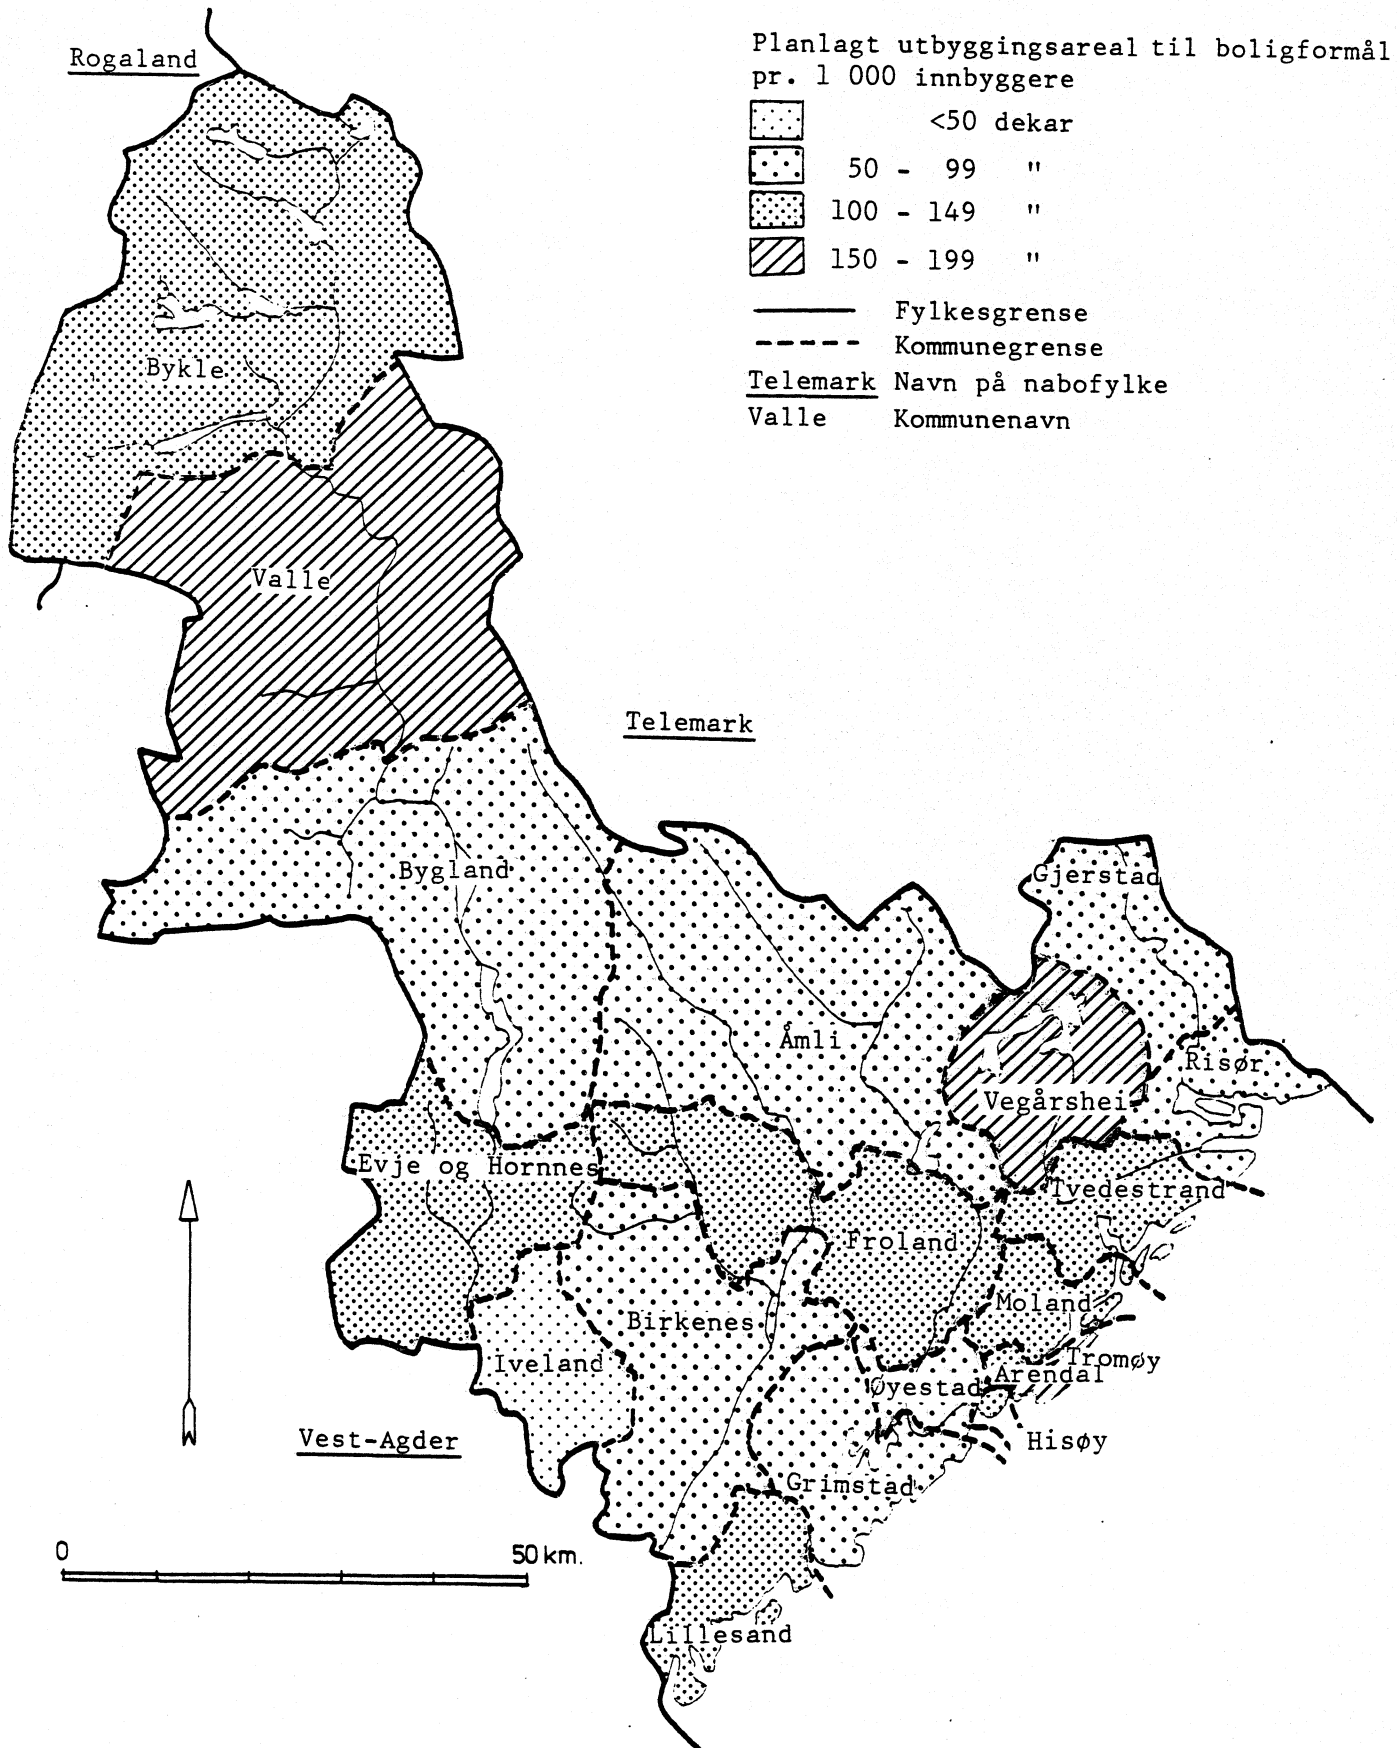 Rogaland
Planlagt utbyggingsareal til boligformål
pr. 1 000 innbyggere
<50 dekar
50 - 99 "
100 - 149 "
150 - 199 "
Fylkesgrense
Kommunegrense
Telemark Navn på nabofylke
Valle Kommunenavn
Bykle
Valle
Telemark
Bygland
Gjerstad
Åmli
Risør
Vegårshei
Evje og Hornnes
Tvedestrand
Froland
Moland
Birkenes
Iveland
Tromøy
Arendal
Øyestad
Vest-Agder
Hisøy
Grimstad
0 50 km.
Lillesand